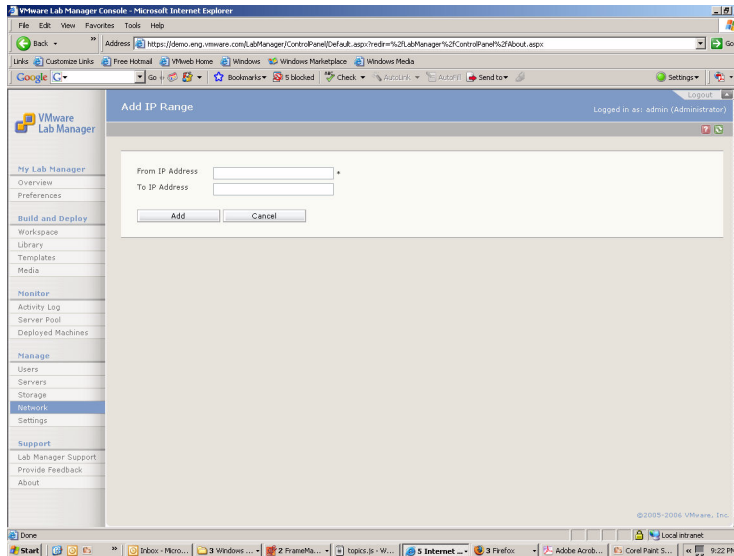 VMware Lab Manager Console - Microsoft Internet Explorer
File Edit View Favorites Tools Help
Back » Address https://demo.eng.vmware.com/LabManager/ControlPanel/Default.aspx?redir=%2fLabManager%2fControlPanel%2fAbout.aspx Go
Links Customize Links Free Hotmail VMweb Home Windows Windows Marketplace Windows Media
Google G Go Bookmarks 5 blocked Check AutoLink AutoFill Send to Settings
Logout
Add IP Range
Logged in as: admin (Administrator)
VMware
Lab Manager
My Lab Manager
Overview
Preferences
Build and Deploy
Workspace
Library
Templates
Media
Monitor
Activity Log
Server Pool
Deployed Machines
Manage
Users
Servers
Storage
Network
Settings
Support
Lab Manager Support
Provide Feedback
About
From IP Address *
To IP Address
Add Cancel
©2005-2006 VMware, Inc.
Done Local intranet
Start » Inbox - Micro... 3 Windows ... 2 FrameMa... topics.js - W... 5 Internet ... 3 Firefox Adobe Acrob... Corel Paint S... « 9:22 PM